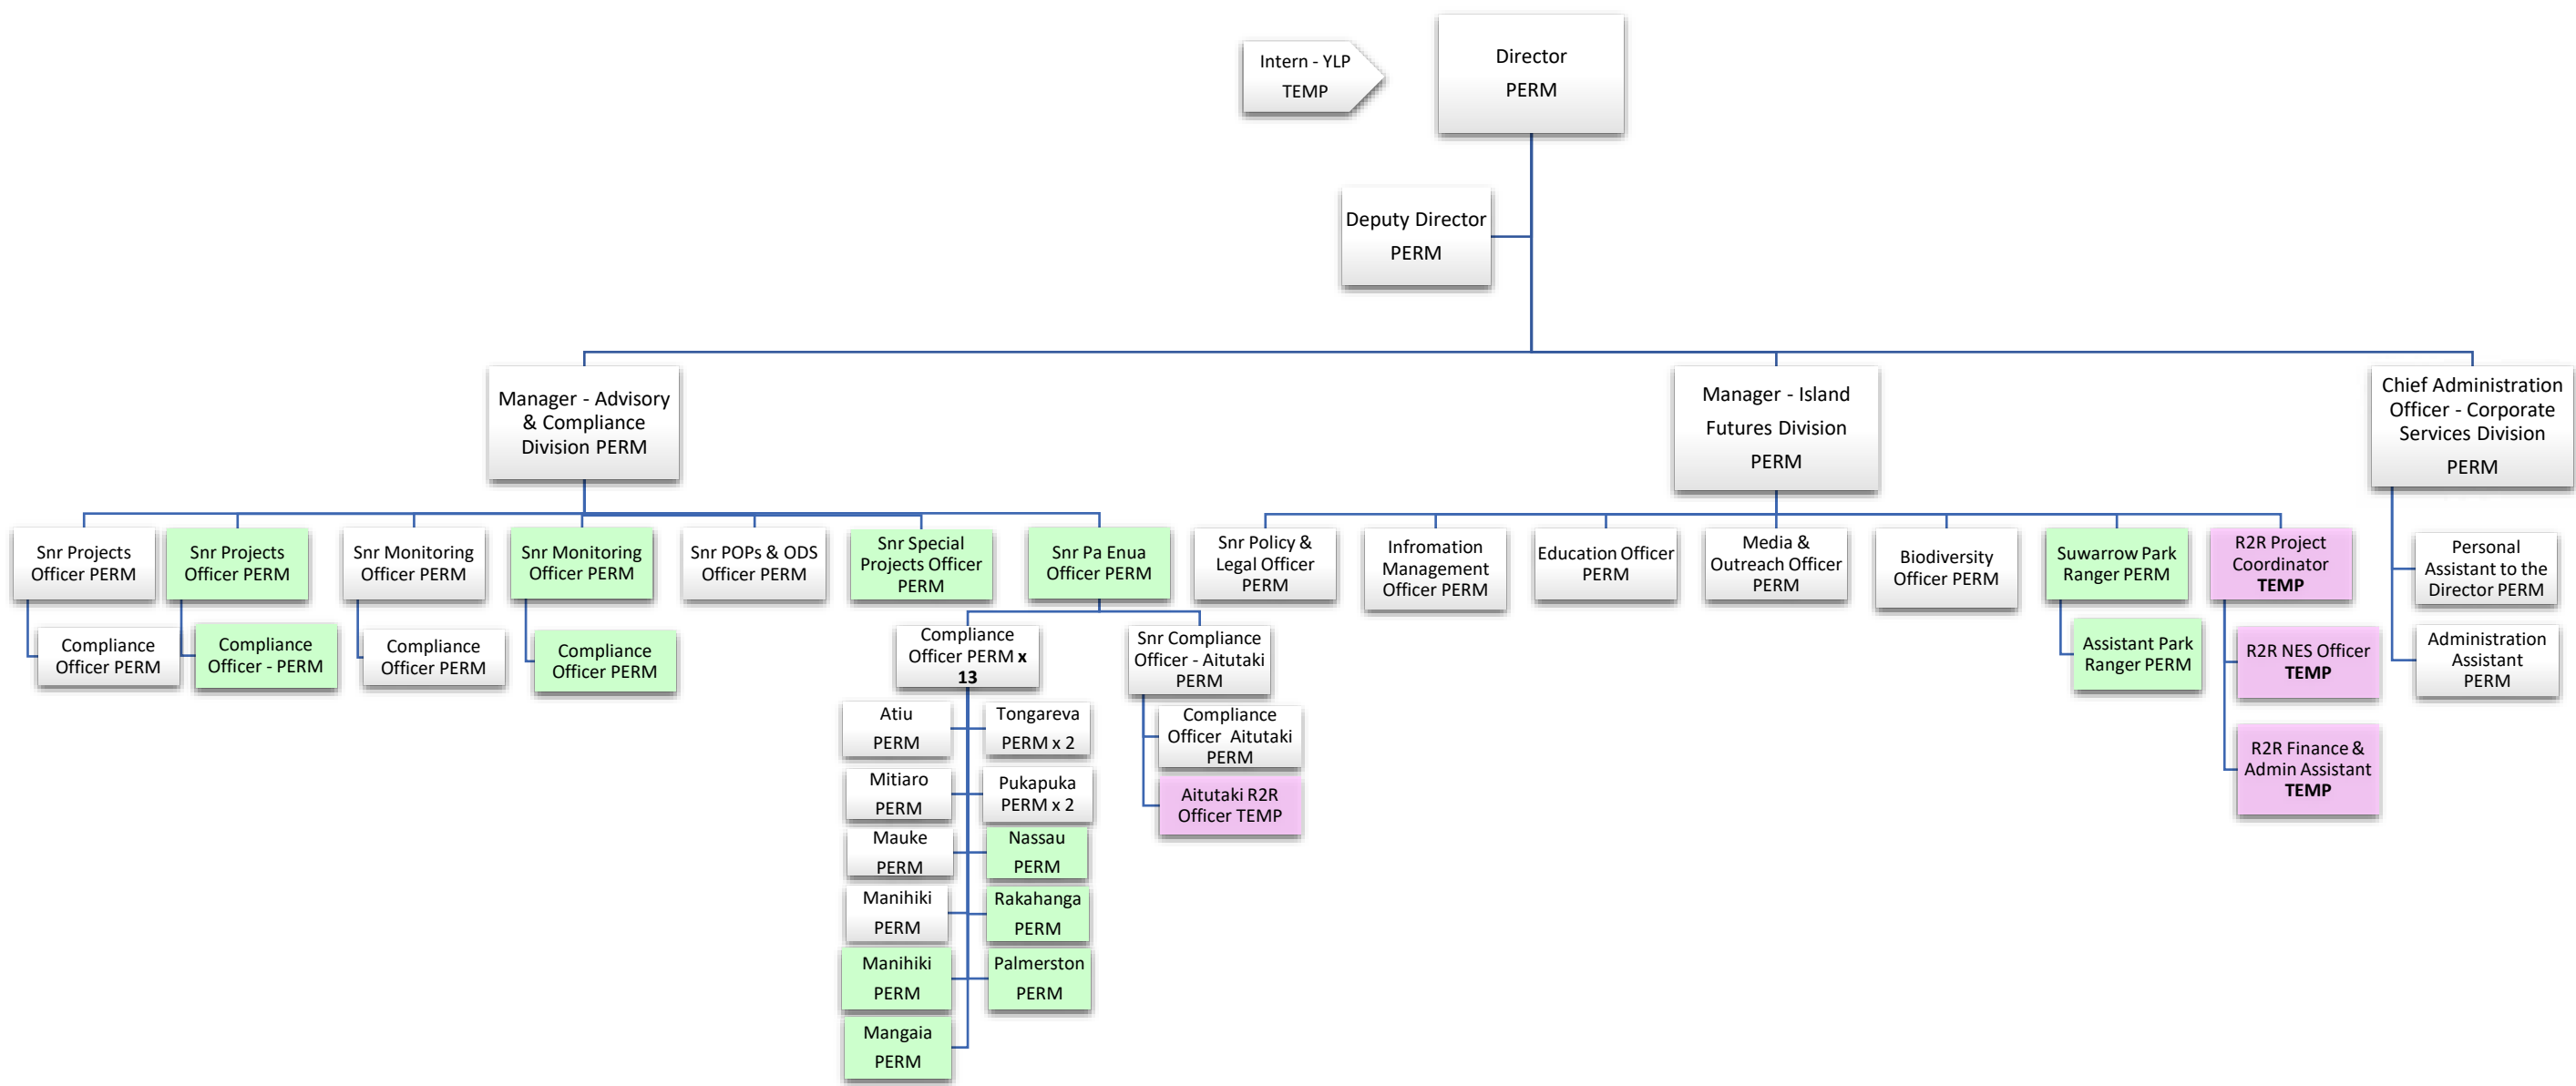 Intern - YLP
TEMP
Director
PERM
Deputy Director
PERM
Manager - Advisory
& Compliance
Division PERM
Manager - Island
Futures Division
PERM
Chief Administration
Officer - Corporate
Services Division
PERM
Snr Projects
Officer PERM
Snr Projects
Officer PERM
Snr Monitoring
Officer PERM
Snr Monitoring
Officer PERM
Snr POPs & ODS
Officer PERM
Snr Special
Projects Officer
PERM
Snr Pa Enua
Officer PERM
Snr Policy &
Legal Officer
PERM
Infromation
Management
Officer PERM
Education Officer
PERM
Media &
Outreach Officer
PERM
Biodiversity
Officer PERM
Suwarrow Park
Ranger PERM
R2R Project
Coordinator
TEMP
Personal
Assistant to the
Director PERM
Compliance
Officer PERM
Compliance
Officer - PERM
Compliance
Officer PERM
Compliance
Officer PERM
Compliance
Officer PERM x
13
Snr Compliance
Officer - Aitutaki
PERM
Assistant Park
Ranger PERM
R2R NES Officer
TEMP
Administration
Assistant
PERM
Atiu
PERM
Tongareva
PERM x 2
Compliance
Officer Aitutaki
PERM
R2R Finance &
Admin Assistant
TEMP
Mitiaro
PERM
Pukapuka
PERM x 2
Aitutaki R2R
Officer TEMP
Mauke
PERM
Nassau
PERM
Manihiki
PERM
Rakahanga
PERM
Manihiki
PERM
Palmerston
PERM
Mangaia
PERM